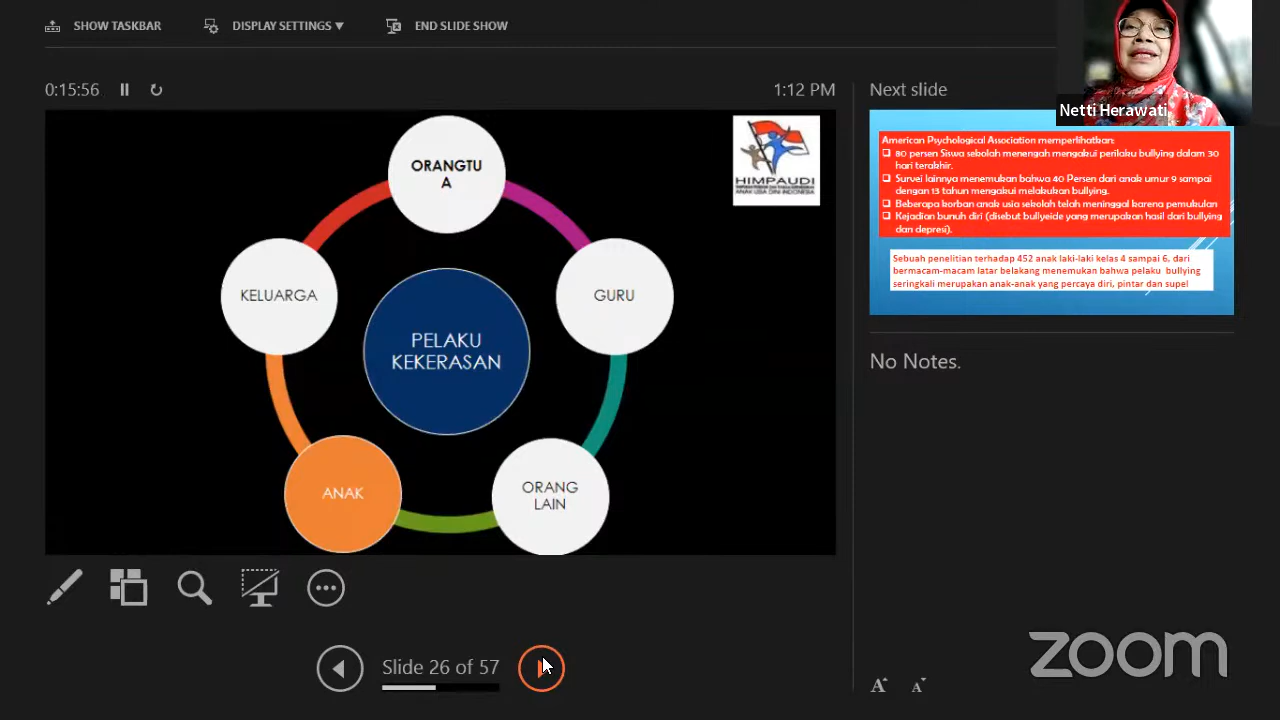 SHOW TASKBAR
DISPLAY SETTINGS ▼
END SLIDE SHOW
0:15:56
1:12 PM
Next slide
Netti Herawati
ORANGTU
A
KELUARGA
GURU
PELAKU
KEKERASAN
ANAK
ORANG
LAIN
HIMPAUDI
ANAK USIA DINI INDONESIA
American Psychological Association memperlihatkan:
80 persen Siswa sekolah menengah mengakui perilaku bullying dalam 30
hari terakhir.
Survei lainnya menemukan bahwa 40 Persen dari anak umur 9 sampai
dengan 13 tahun mengakui melakukan bullying.
Beberapa korban anak usia sekolah telah meninggal karena pemukulan
Kejadian bunuh diri (disebut bullyeide yang merupakan hasil dari bullying
dan depresi).
Sebuah penelitian terhadap 452 anak laki-laki kelas 4 sampai 6, dari
bermacam-macam latar belakang menemukan bahwa pelaku bullying
seringkali merupakan anak-anak yang percaya diri, pintar dan supel
No Notes.
Slide 26 of 57
A A
zoom